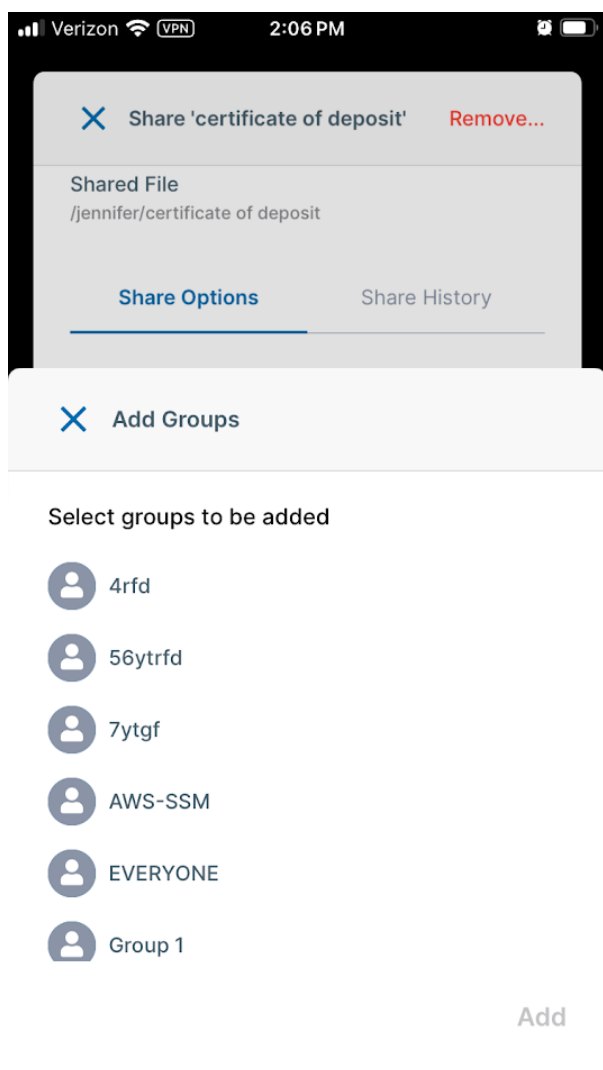 Verizon VPN 2:06 PM
Share 'certificate of deposit' Remove...
Shared File
/jennifer/certificate of deposit
Share Options Share History
Add Groups
Select groups to be added
4rfd
56ytrfd
7ytgf
AWS-SSM
EVERYONE
Group 1
Add